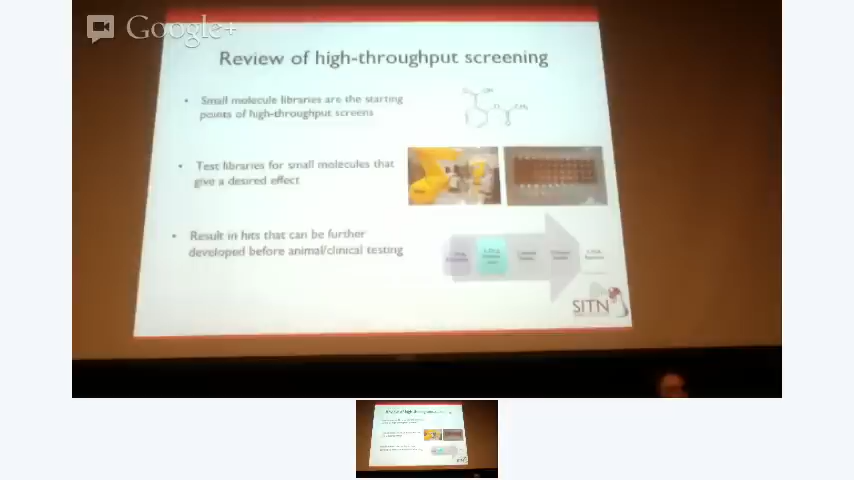 Google+
Review of high-throughput screening
• Small molecule libraries are the starting
points of high-throughput screens
• Test libraries for small molecules that
give a desired effect
• Result in hits that can be further
developed before animal/clinical testing
SITN